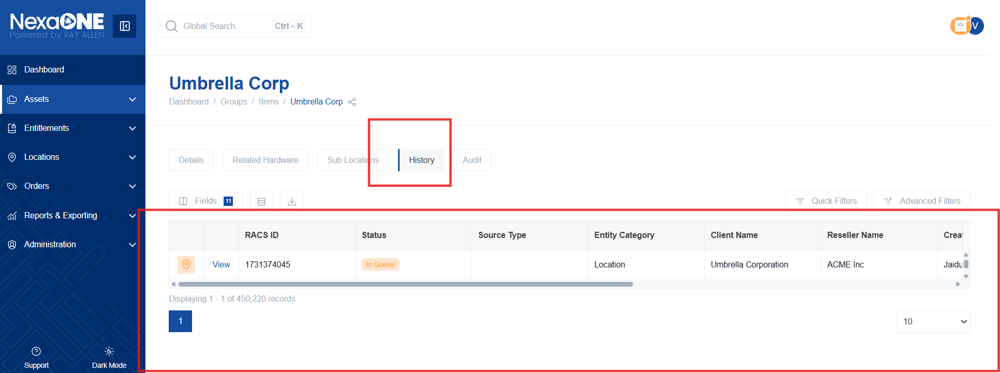 NexaONE
Powered by RAY ALLEN
Global Search...
Ctrl ^ K
V
Dashboard
Assets
Entitlements
Locations
Orders
Reports & Exporting
Administration
Support
Dark Mode
Umbrella Corp
Dashboard / Groups / Items / Umbrella Corp
Details
Related Hardware
Sub Locations
History
Audit
Fields 11
Quick Filters
Advanced Filters
RACS ID
Status
Source Type
Entity Category
Client Name
Reseller Name
Creat
View
1731374045
In Queue
Location
Umbrella Corporation
ACME Inc
Jaidu
Displaying 1 - 1 of 450,220 records.
1
10